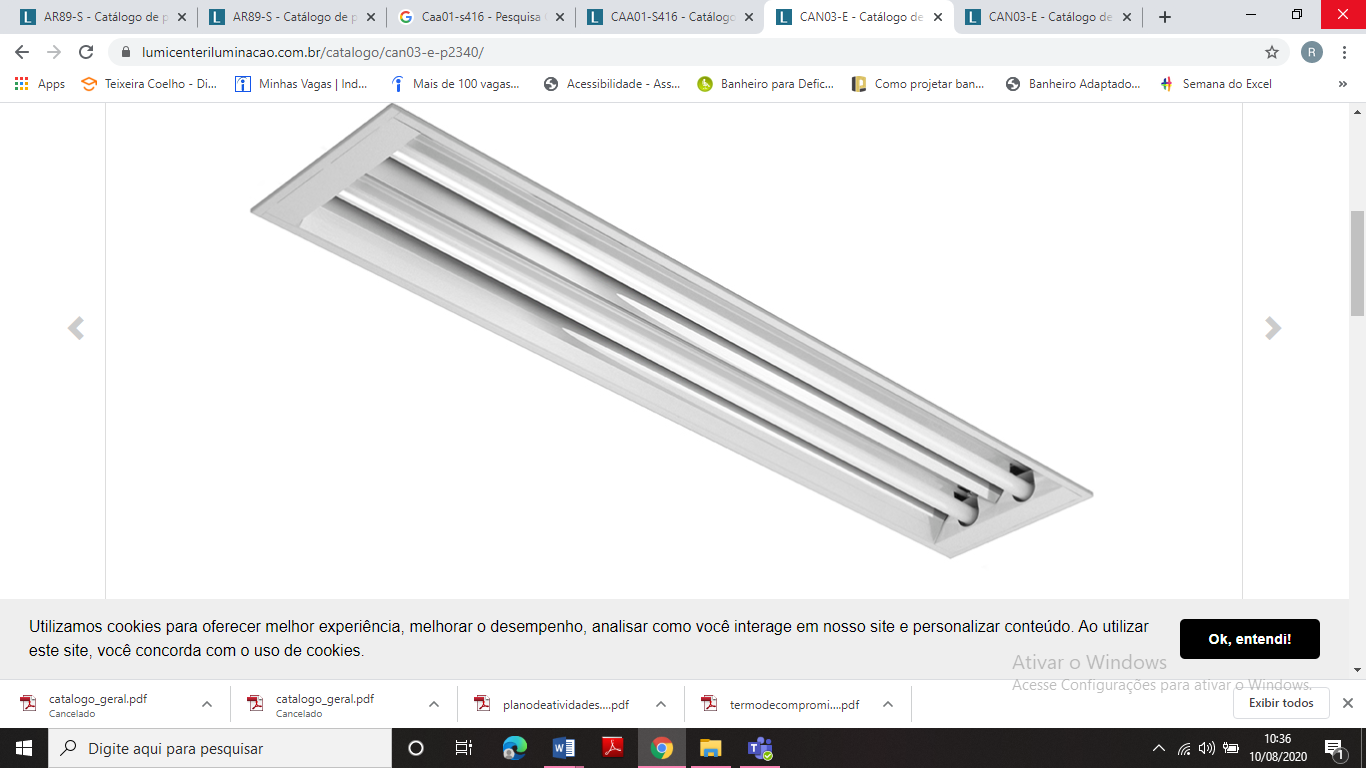 AR89-S - Catálogo de p
AR89-S - Catálogo de p
Caa01-s416 - Pesquisa
CAA01-S416 - Catálogo
CAN03-E - Catálogo de
CAN03-E - Catálogo de
lumicenteriluminacao.com.br/catalogo/can03-e-p2340/
R
Apps
Teixeira Coelho - Di...
Minhas Vagas | Ind...
Mais de 100 vagas...
Acessibilidade - Ass...
Banheiro para Defic...
Como projetar ban...
Banheiro Adaptado...
Semana do Excel
»
Utilizamos cookies para oferecer melhor experiência, melhorar o desempenho, analisar como você interage em nosso site e personalizar conteúdo. Ao utilizar
este site, você concorda com o uso de cookies.
Ok, entendi!
Ativar o Windows
Acesse Configurações para ativar o Windows.
catalogo_geral.pdf
Cancelado
catalogo_geral.pdf
Cancelado
planodeatividades....pdf
termodecompromi....pdf
Exibir todos
Digite aqui para pesquisar
10:36
10/08/2020
1